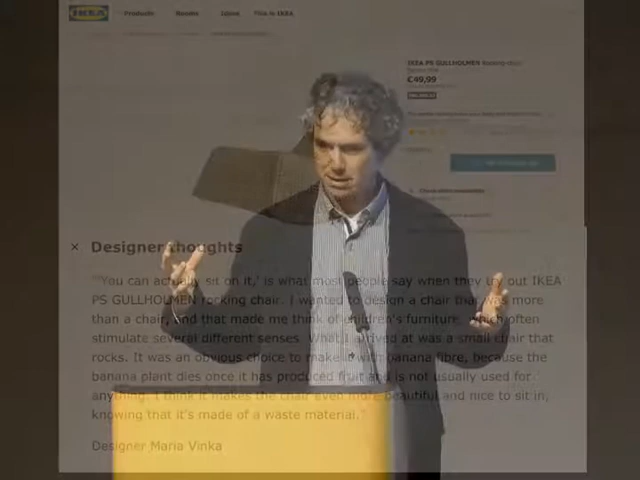 IKEA
Products Rooms Ideas This is IKEA
IKEA PS GULLHOLMEN Rocking-chair
€49,99
× Designer thoughts
"'You can actually sit on it,' is what most people say when they try out IKEA
PS GULLHOLMEN rocking chair. I wanted to design a chair that was more
than a chair and that made me think of children's furniture, which often
stimulate several different senses. What I arrived at was a small chair that
rocks. It was an obvious choice to make it with banana fibre, because the
banana plant dies once it has produced fruit and is not usually used for
anything. I think it makes the chair even more beautiful and nice to sit in,
knowing that it's made of a waste material."
Designer Maria Vinka